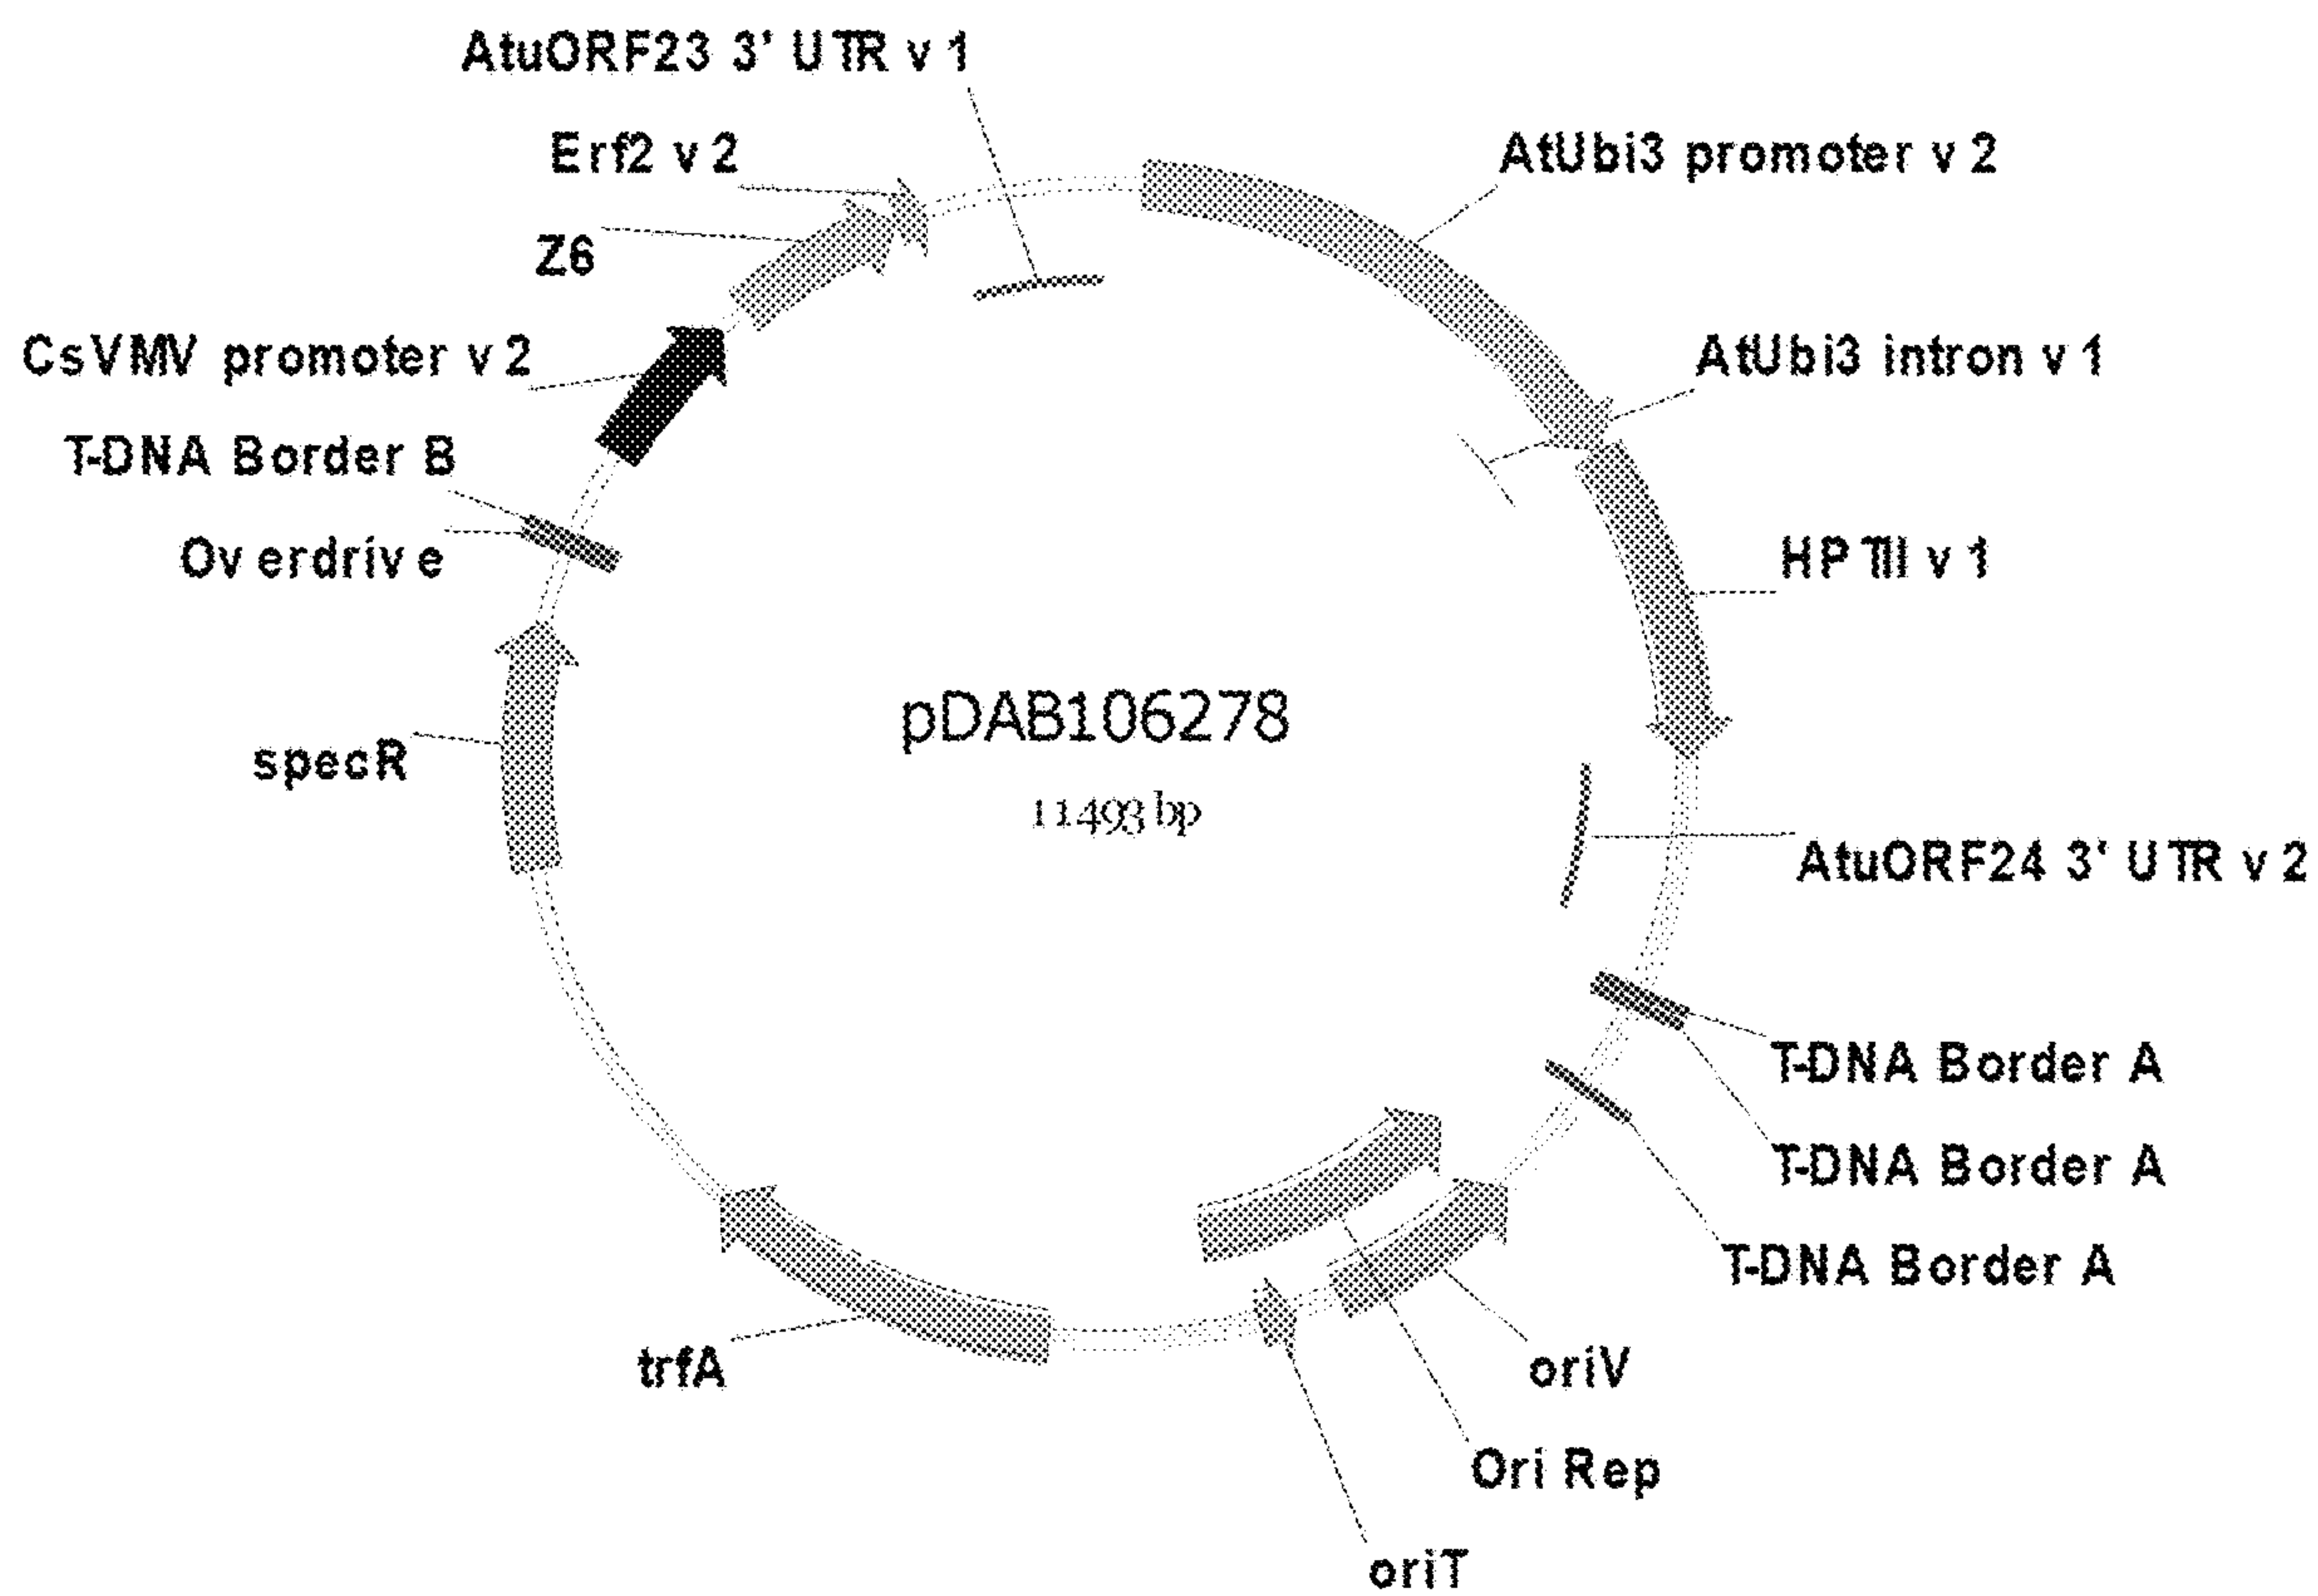 AtuORF23 3' UTR v 1
Erf2 v 2
AtUbi3 promoter v 2
Z6
CsVMV promoter v 2
AtUbi3 intron v 1
T-DNA Border B
Overdrive
HPTII v 1
pDAB106278
specR
11493 bp
AtuORF24 3' UTR v 2
T-DNA Border A
T-DNA Border A
T-DNA Border A
trfA
oriV
Ori Rep
oriT